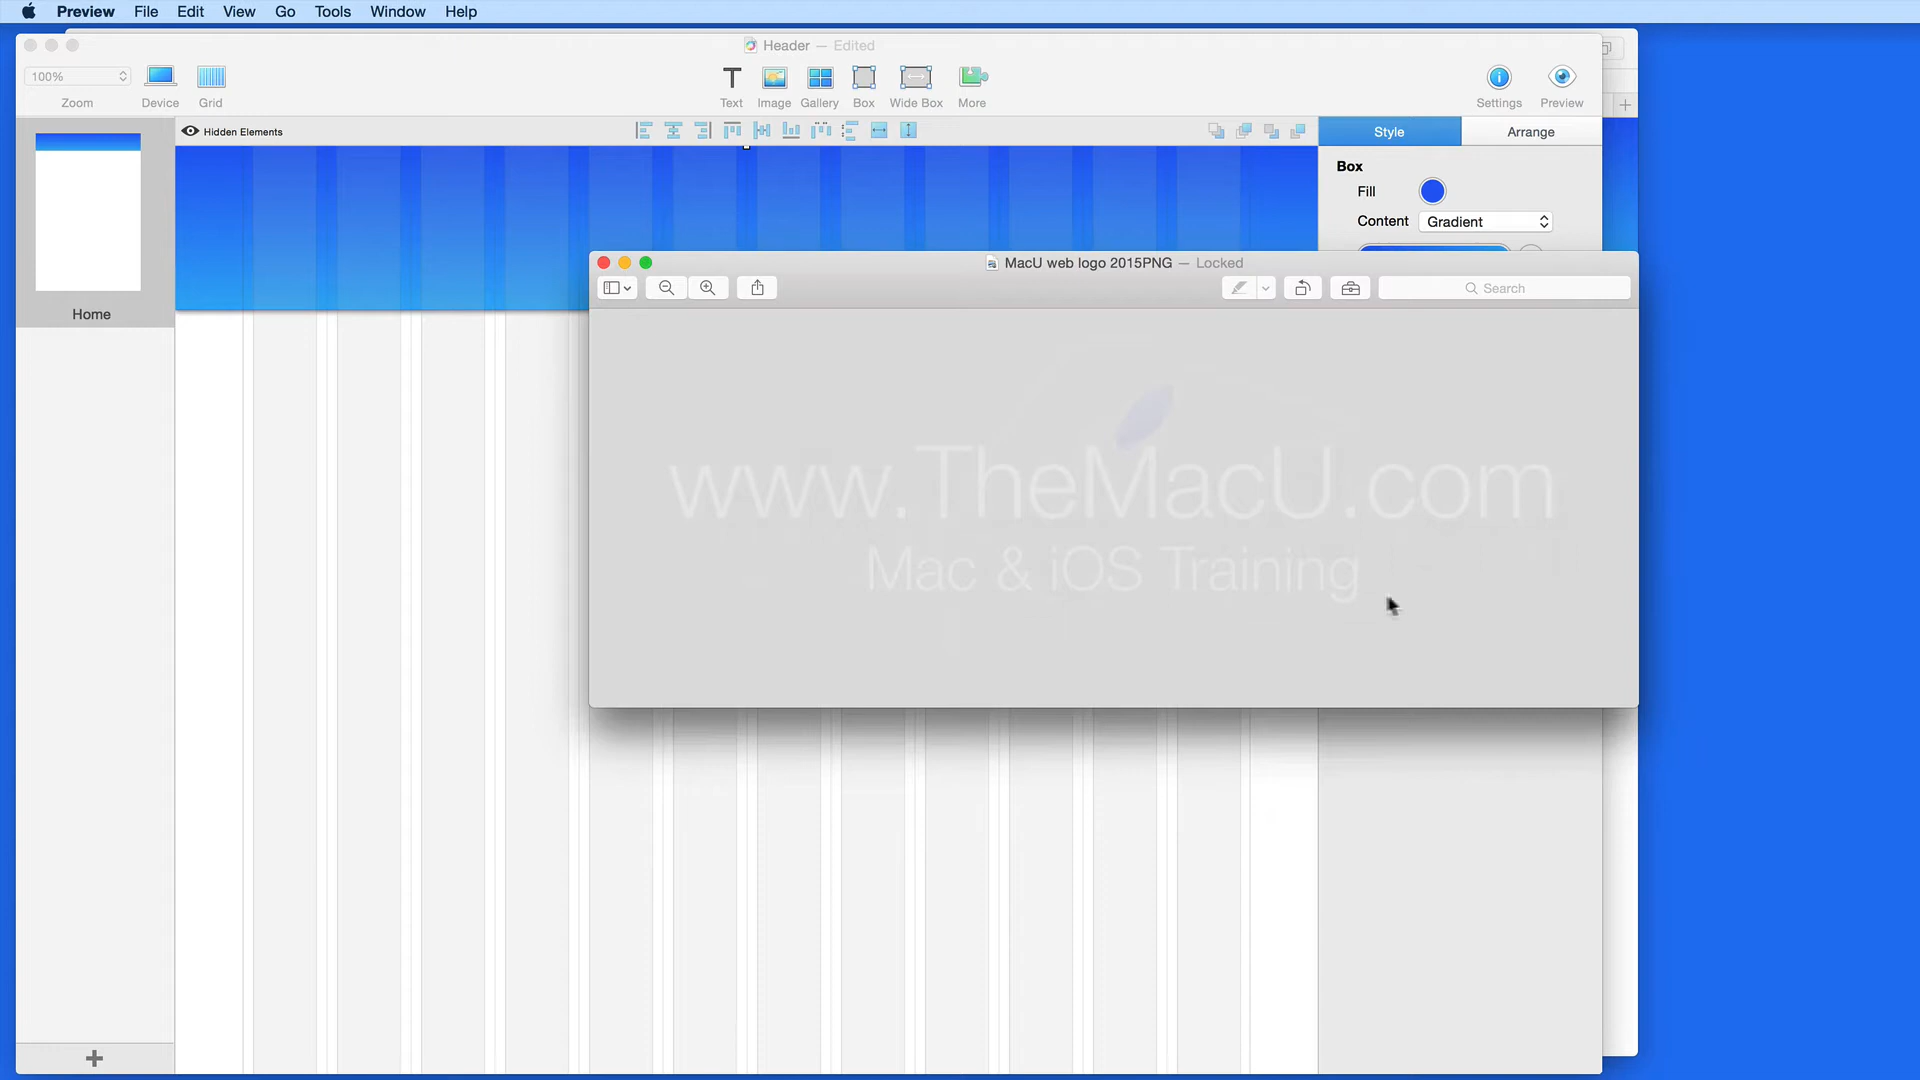 Preview File Edit View Go Tools Window Help
Header — Edited
100%
Zoom Device Grid Text Image Gallery Box Wide Box More Settings Preview
Hidden Elements
Style Arrange
Box
Fill
Content Gradient
Home
MacU web logo 2015PNG — Locked
Search
www.TheMacU.com
Mac & iOS Training